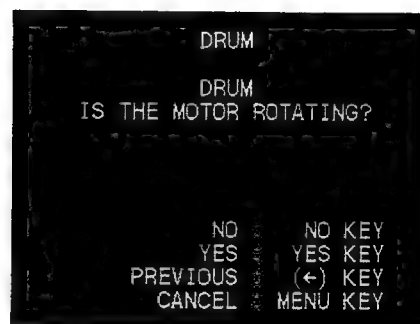 DRUM
DRUM
IS THE MOTOR ROTATING?
NO NO KEY
YES YES KEY
PREVIOUS (←) KEY
CANCEL MENU KEY